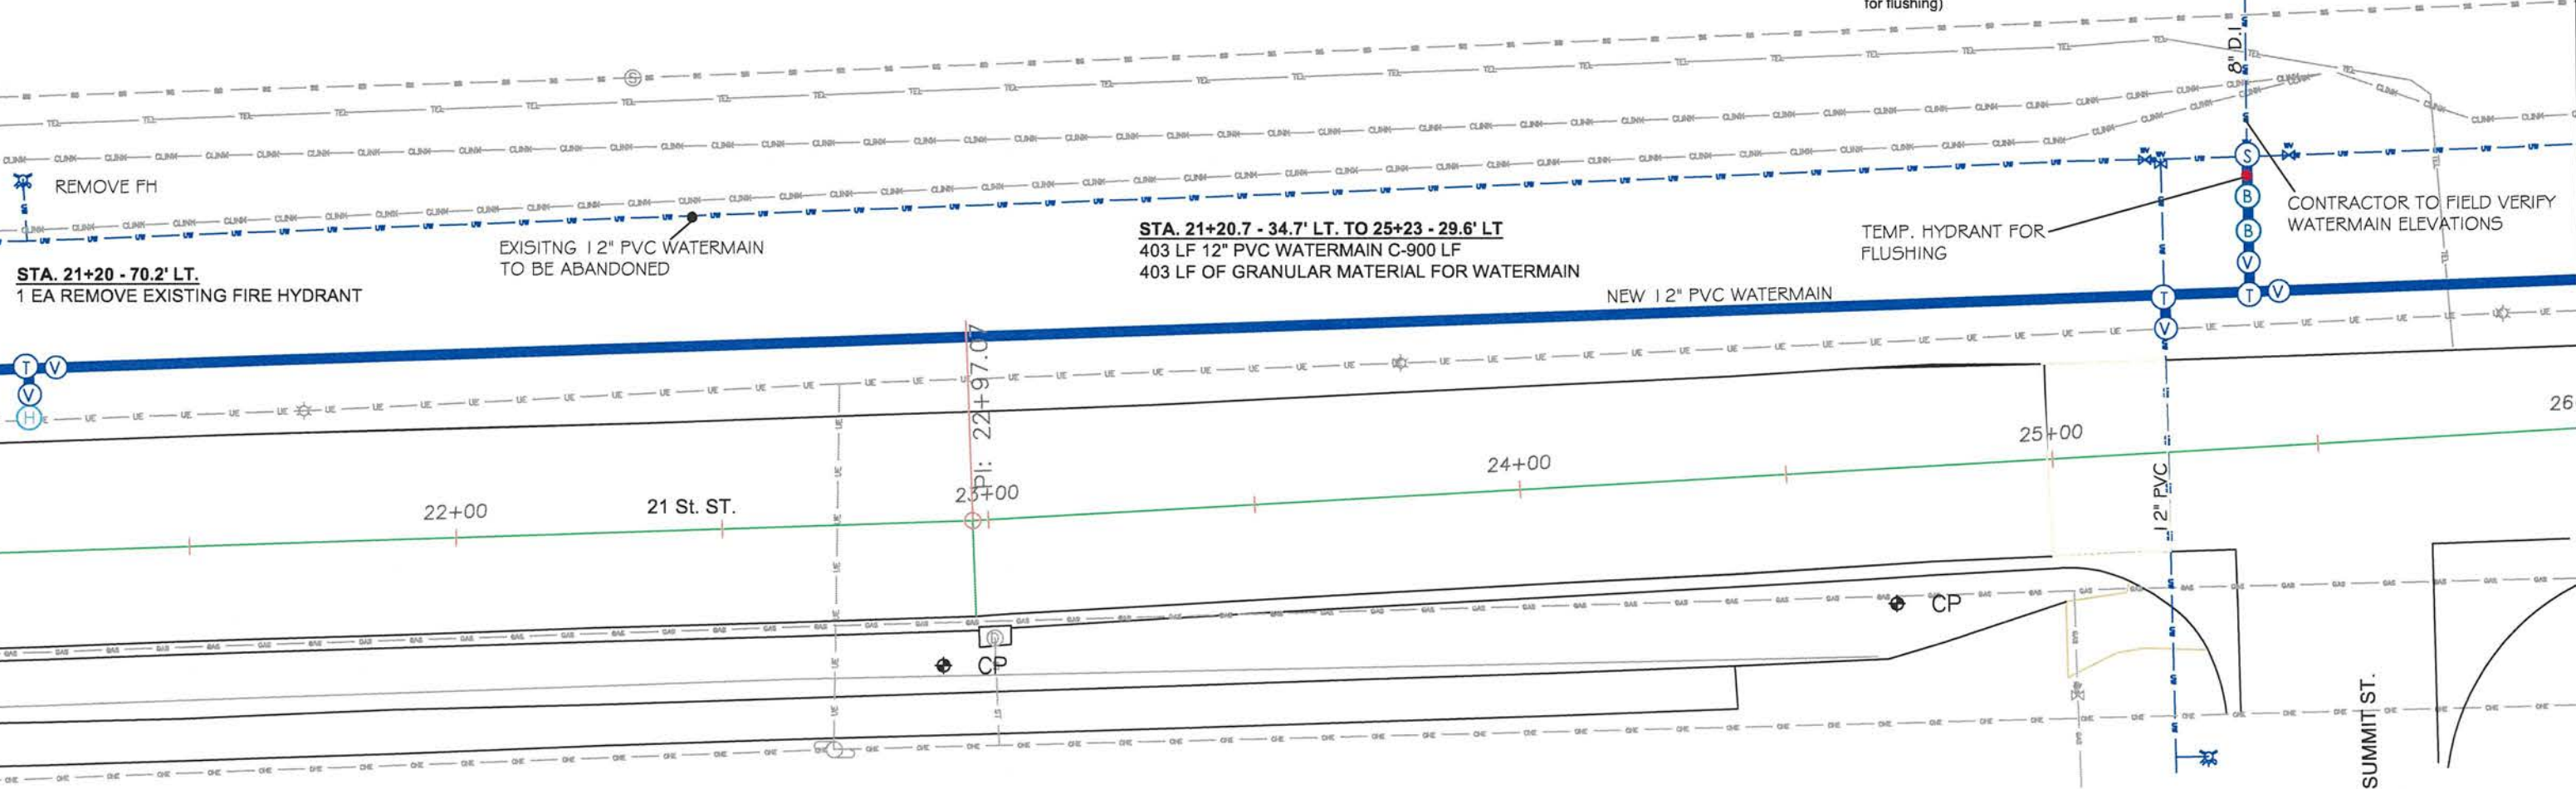 for flushing)
8" D.I.
REMOVE FH
EXISITNG 12" PVC WATERMAIN
TO BE ABANDONED
STA. 21+20 - 70.2' LT.
1 EA REMOVE EXISTING FIRE HYDRANT
STA. 21+20.7 - 34.7' LT. TO 25+23 - 29.6' LT
403 LF 12" PVC WATERMAIN C-900 LF
403 LF OF GRANULAR MATERIAL FOR WATERMAIN
TEMP. HYDRANT FOR
FLUSHING
CONTRACTOR TO FIELD VERIFY
WATERMAIN ELEVATIONS
NEW 12" PVC WATERMAIN
S
B
B
V
T V
T
V
T V
V
H
PI: 22+97.07
22+00
21 St. ST.
23+00
24+00
25+00
26
12" PVC
CP
CP
SUMMIT ST.